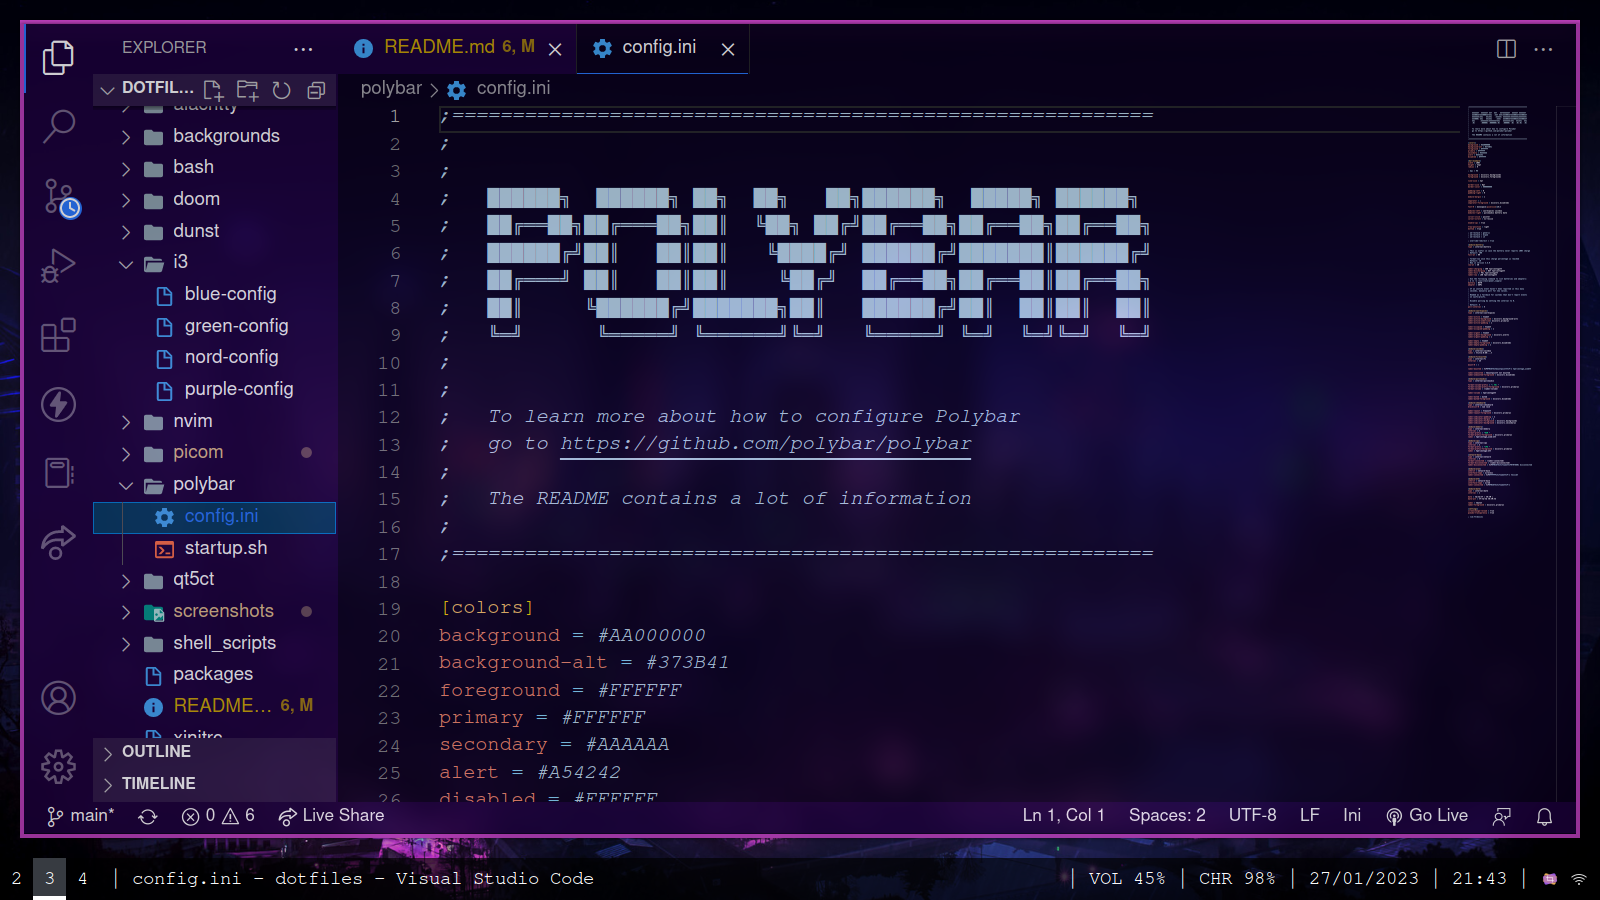 EXPLORER
README.md 6, M
config.ini
DOTFIL...
backgrounds
bash
doom
dunst
i3
blue-config
green-config
nord-config
purple-config
nvim
picom
polybar
config.ini
startup.sh
qt5ct
screenshots
shell_scripts
packages
README... 6, M
xinitrc
OUTLINE
TIMELINE
polybar > config.ini
1 ;==========================================================
2 ;
3 ;
4 ;
5 ;
6 ;
7 ;
8 ;
9 ;
POLYBAR
10 ;
11 ;
12 ; To learn more about how to configure Polybar
13 ; go to https://github.com/polybar/polybar
14 ;
15 ; The README contains a lot of information
16 ;
17 ;==========================================================
18
19 [colors]
20 background = #AA000000
21 background-alt = #373B41
22 foreground = #FFFFFF
23 primary = #FFFFFF
24 secondary = #AAAAAA
25 alert = #A54242
26 disabled = #FFFFFF
main* 0 6 Live Share Ln 1, Col 1 Spaces: 2 UTF-8 LF Ini Go Live
2 3 4 | config.ini - dotfiles - Visual Studio Code | VOL 45% | CHR 98% | 27/01/2023 | 21:43 |